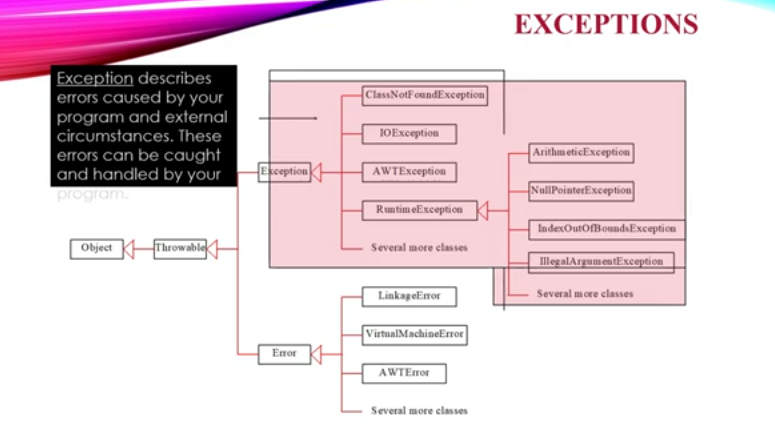 EXCEPTIONS
Exception describes
errors caused by your
program and external
circumstances. These
errors can be caught
and handled by your
program.
ClassNotFoundException
IOException
ArithmeticException
Exception
AWTException
NullPointerException
RuntimeException
IndexOutOfBoundsException
Object
Throwable
Several more classes
IllegalArgumentException
LinkageError
Several more classes
VirtualMachineError
Error
AWTError
Several more classes